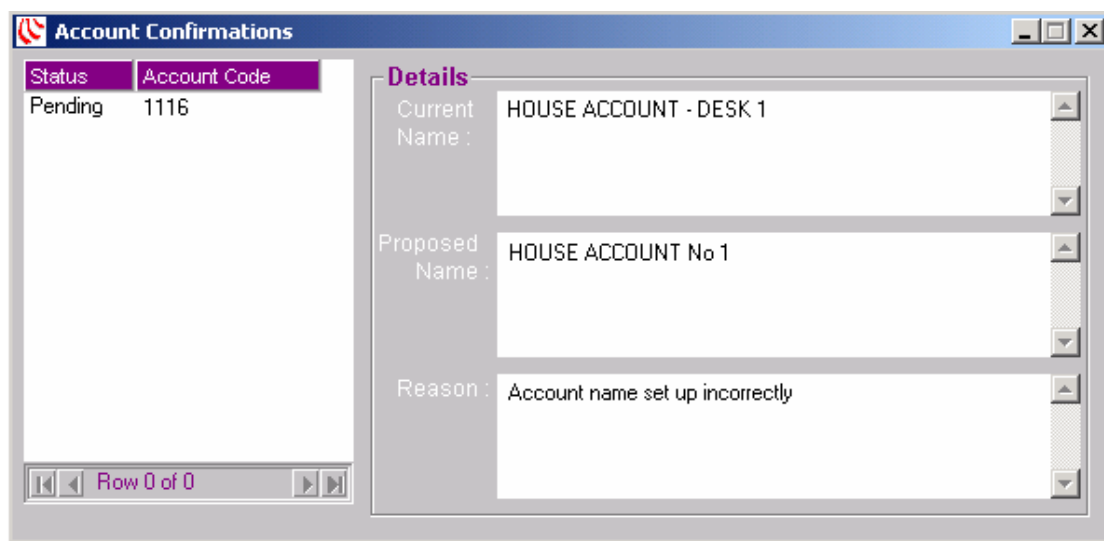 Account Confirmations
Status Account Code
Pending 1116
Row 0 of 0
Details
Current
Name :
HOUSE ACCOUNT - DESK 1
Proposed
Name :
HOUSE ACCOUNT No 1
Reason :
Account name set up incorrectly